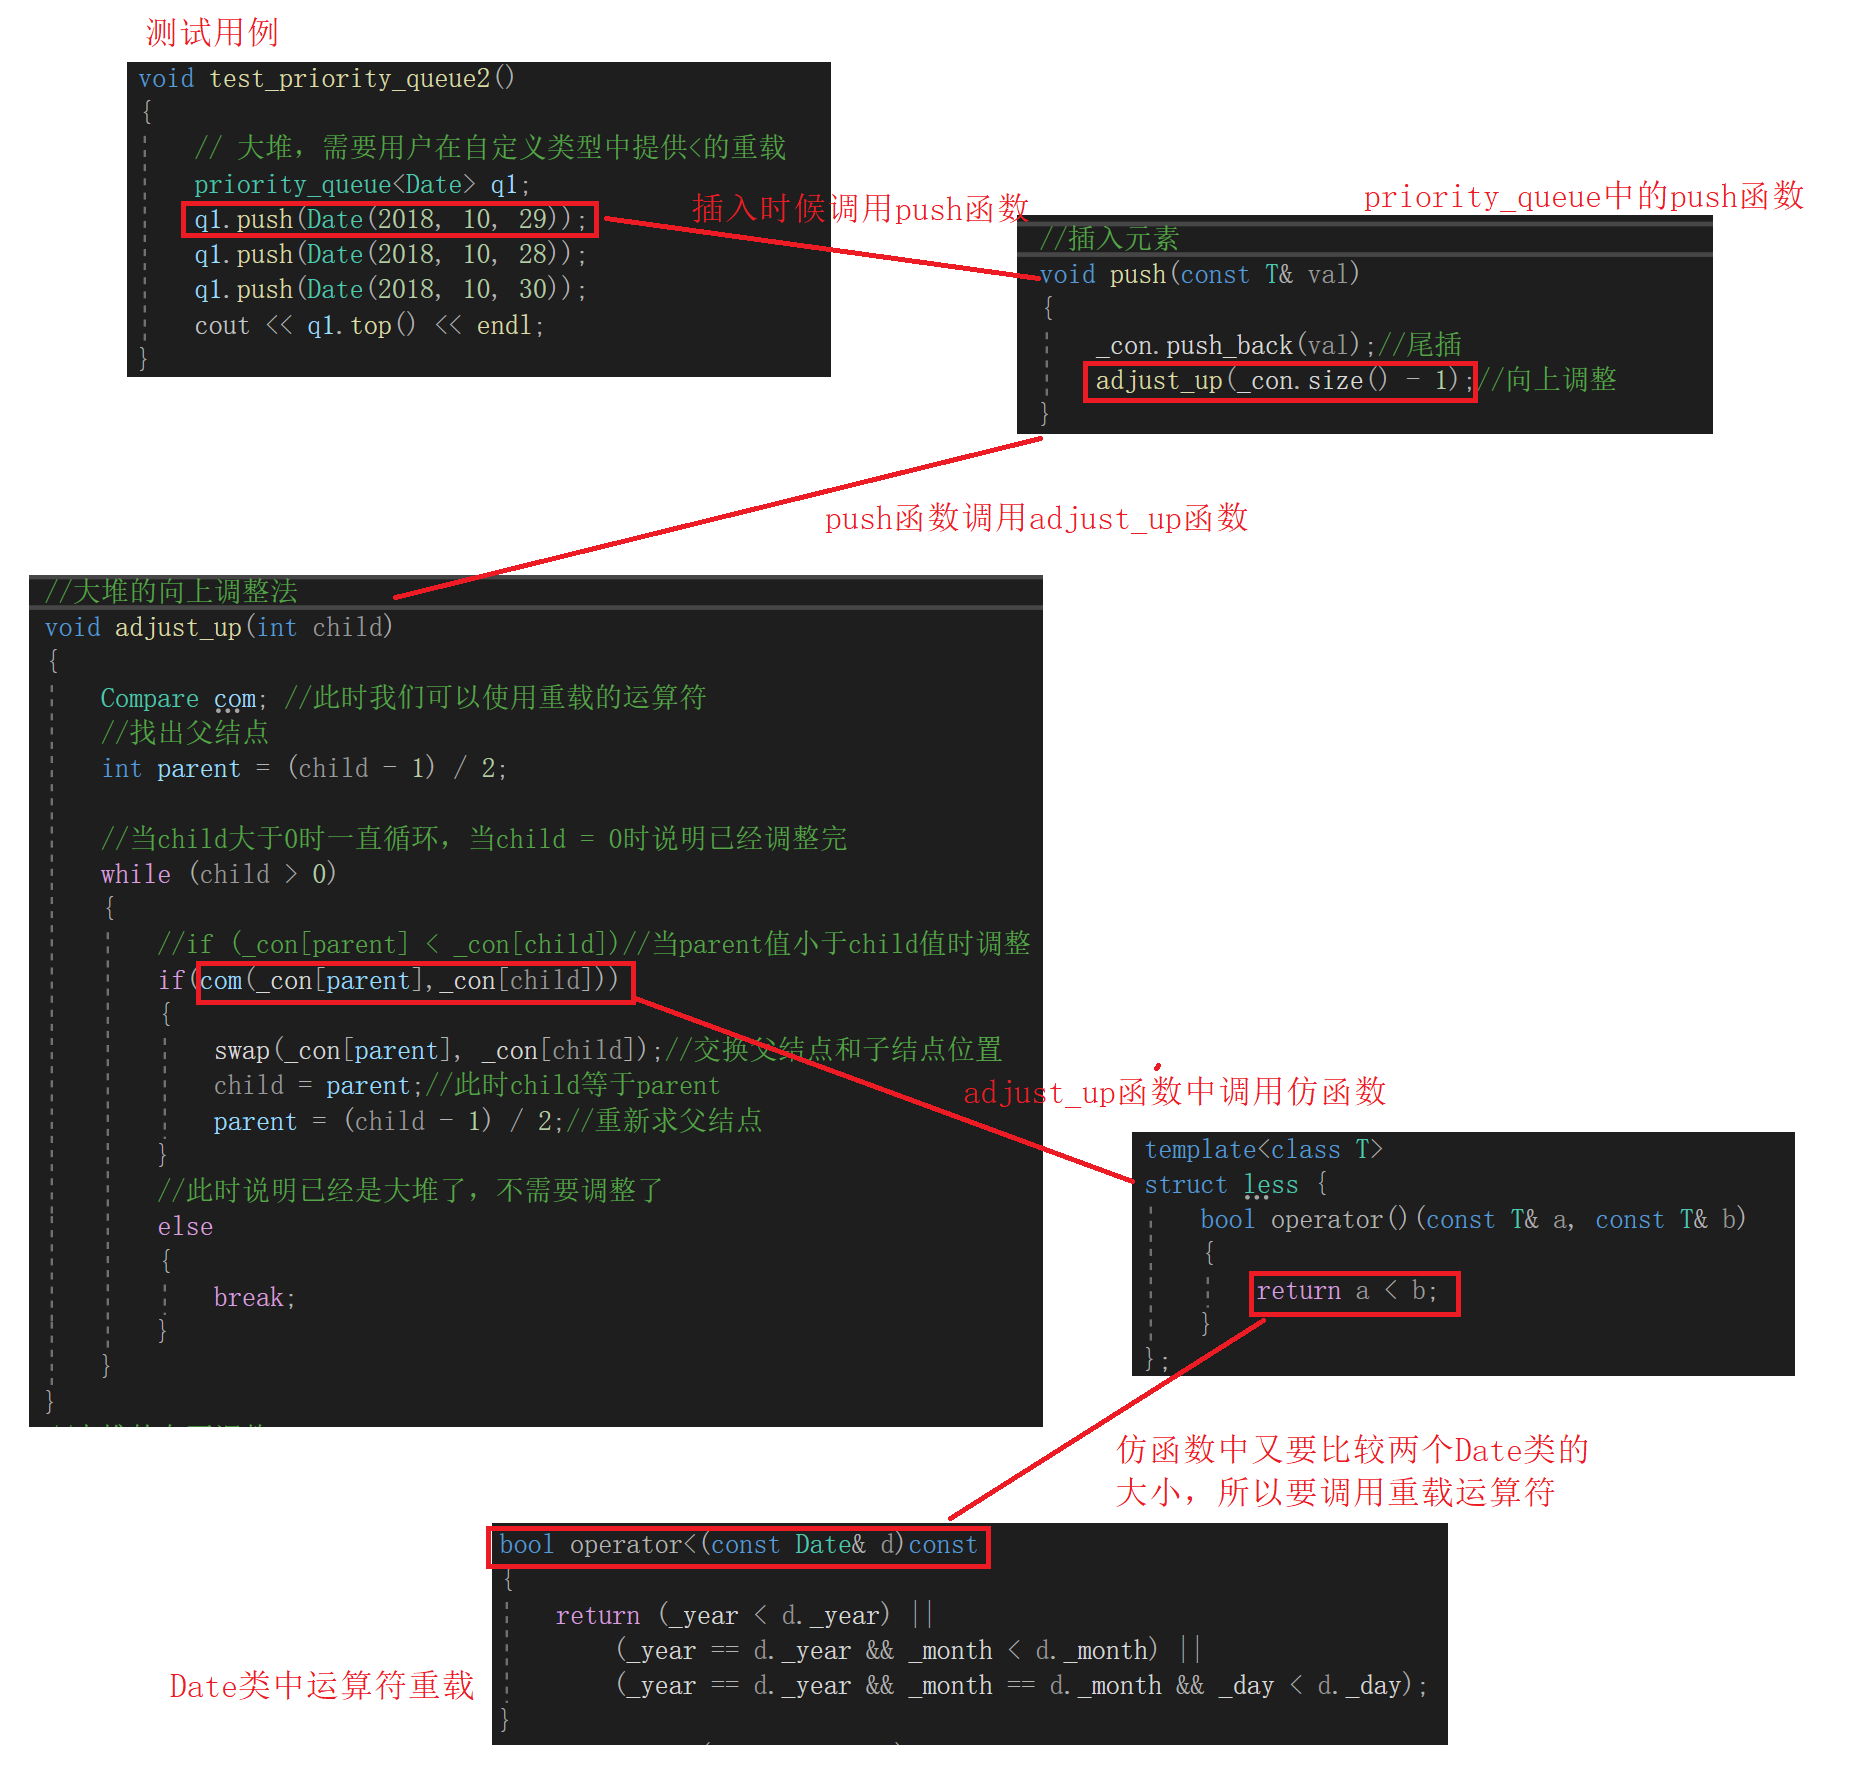 测试用例
void test_priority_queue2()
{
// 大堆，需要用户在自定义类型中提供<的重载
priority_queue<Date> q1;
q1.push(Date(2018, 10, 29));
q1.push(Date(2018, 10, 28));
q1.push(Date(2018, 10, 30));
cout << q1.top() << endl;
}
插入时候调用push函数
priority_queue中的push函数
//插入元素
void push(const T& val)
{
_con.push_back(val);//尾插
adjust_up(_con.size() - 1);//向上调整
}
push函数调用adjust_up函数
//大堆的向上调整法
void adjust_up(int child)
{
Compare com; //此时我们可以使用重载的运算符
//找出父结点
int parent = (child - 1) / 2;
//当child大于0时一直循环，当child = 0时说明已经调整完
while (child > 0)
{
//if (_con[parent] < _con[child])//当parent值小于child值时调整
if(com(_con[parent],_con[child]))
{
swap(_con[parent], _con[child]);//交换父结点和子结点位置
child = parent;//此时child等于parent
parent = (child - 1) / 2;//重新求父结点
}
//此时说明已经是大堆了，不需要调整了
else
{
break;
}
}
}
adjust_up函数中调用仿函数
template<class T>
struct less {
bool operator()(const T& a, const T& b)
{
return a < b;
}
};
仿函数中又要比较两个Date类的
大小，所以要调用重载运算符
bool operator<(const Date& d)const
{
return (_year < d._year) ||
(_year == d._year && _month < d._month) ||
(_year == d._year && _month == d._month && _day < d._day);
}
Date类中运算符重载